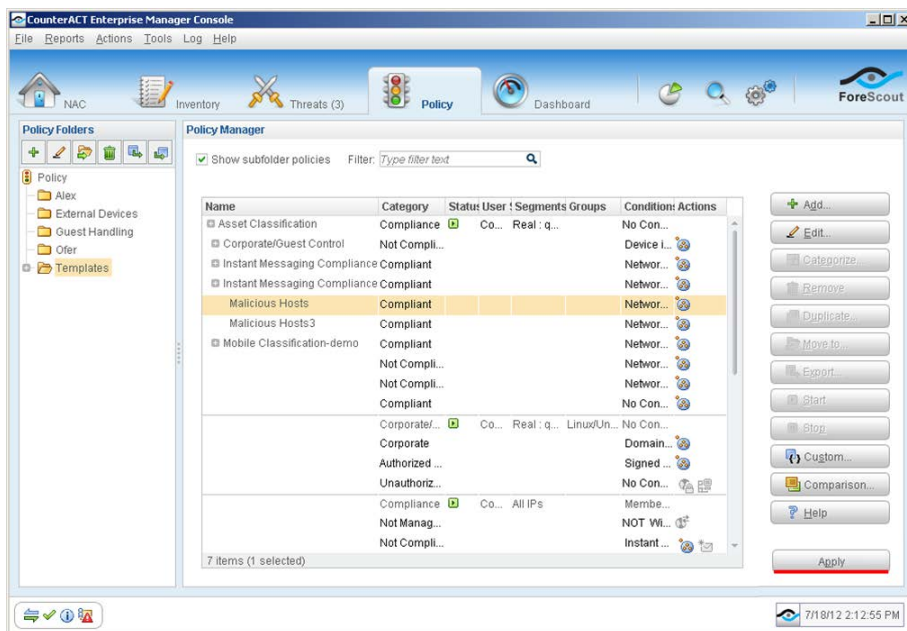 CounterACT Enterprise Manager Console
File Reports Actions Tools Log Help
NAC Inventory Threats (3) Policy Dashboard ForeScout
Policy Folders
Policy
Alex
External Devices
Guest Handling
Ofer
Templates
Policy Manager
Show subfolder policies Filter: Type filter text
Name Category Status User S Segments Groups Conditions Actions
Asset Classification Compliance Co... Real : q... No Con...
Corporate/Guest Control Not Compli... Device i...
Instant Messaging Compliance Compliant Networ...
Instant Messaging Compliance Compliant Networ...
Malicious Hosts Compliant Networ...
Malicious Hosts3 Compliant Networ...
Mobile Classification-demo Compliant Networ...
Not Compli... Networ...
Not Compli... Networ...
Compliant No Con...
Corporate/... Co... Real : q... Linux/Un... No Con...
Corporate Domain...
Authorized ... Signed ...
Unauthoriz... No Con...
Compliance Co... All IPs Membe...
Not Manag... NOT Wi...
Not Compli... Instant ...
7 items (1 selected)
Add...
Edit...
Categorize...
Remove
Duplicate...
Move to...
Export...
Start
Stop
Custom...
Comparison...
Help
Apply
7/18/12 2:12:55 PM